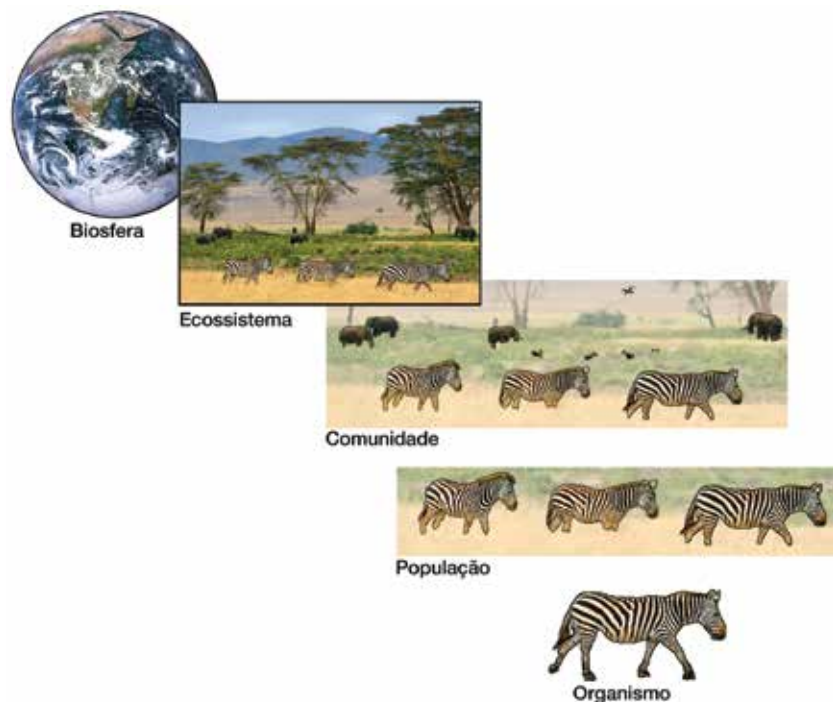 Biosfera
Ecossistema
Comunidade
População
Organismo